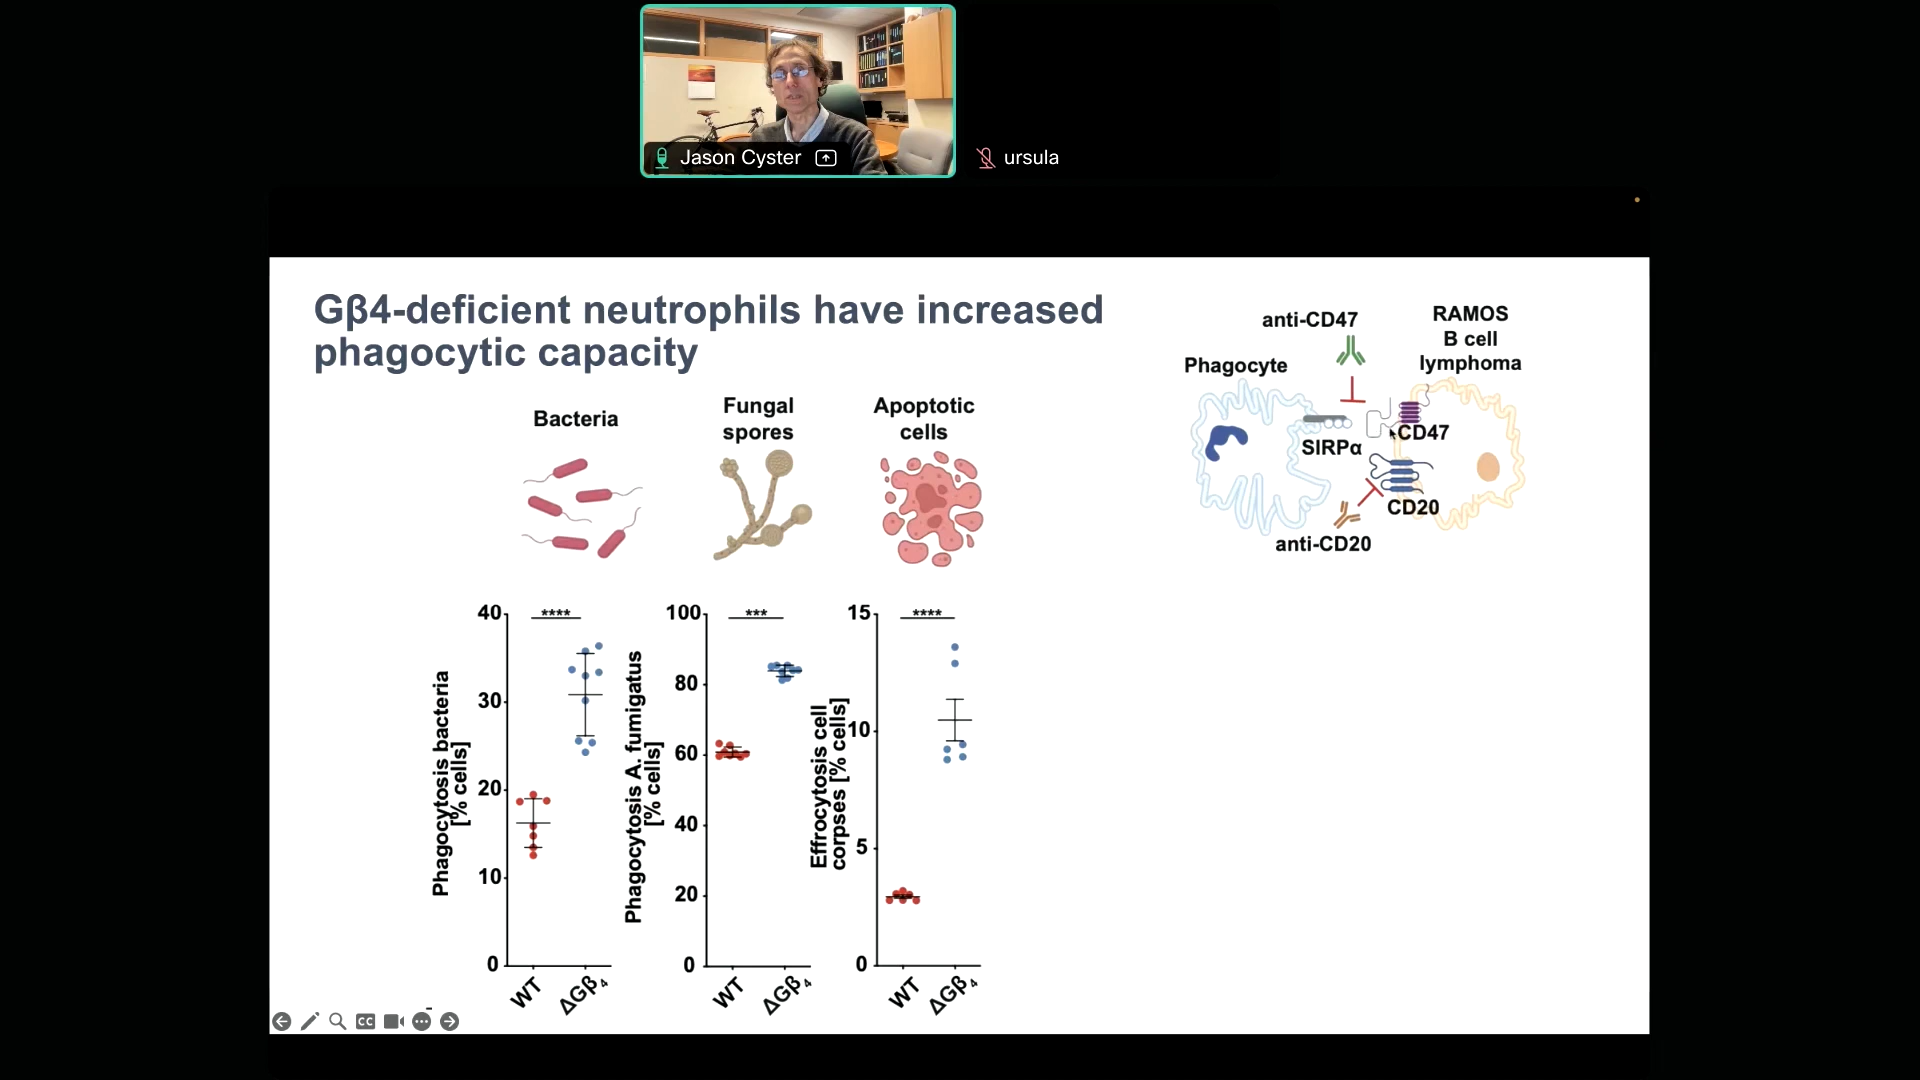 Jason Cyster
ursula
Gβ4-deficient neutrophils have increased
phagocytic capacity
anti-CD47
RAMOS
B cell
lymphoma
Phagocyte
SIRPα
CD47
CD20
anti-CD20
Bacteria
Fungal
spores
Apoptotic
cells
Phagocytosis bacteria
[% cells]
40
30
20
10
0
****
WT
ΔGβ₄
Phagocytosis A. fumigatus
[% cells]
100
80
60
40
20
0
***
WT
ΔGβ₄
Effrocytosis cell
corpses [% cells]
15
10
5
0
****
WT
ΔGβ₄
CC